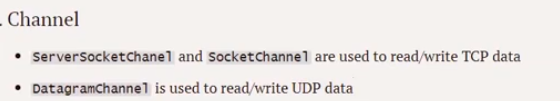 . Channel
• ServerSocketChanel and SocketChannel are used to read/write TCP data
• DatagramChannel is used to read/write UDP data